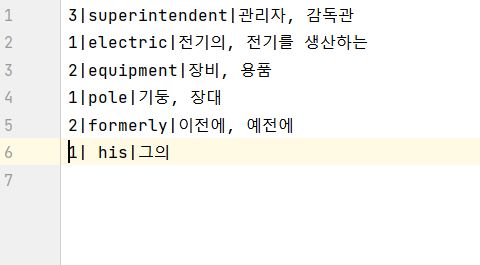 1 3|superintendent|관리자, 감독관
2 1|electric|전기의, 전기를 생산하는
3 2|equipment|장비, 용품
4 1|pole|기둥, 장대
5 2|formerly|이전에, 예전에
6 1| his|그의
7